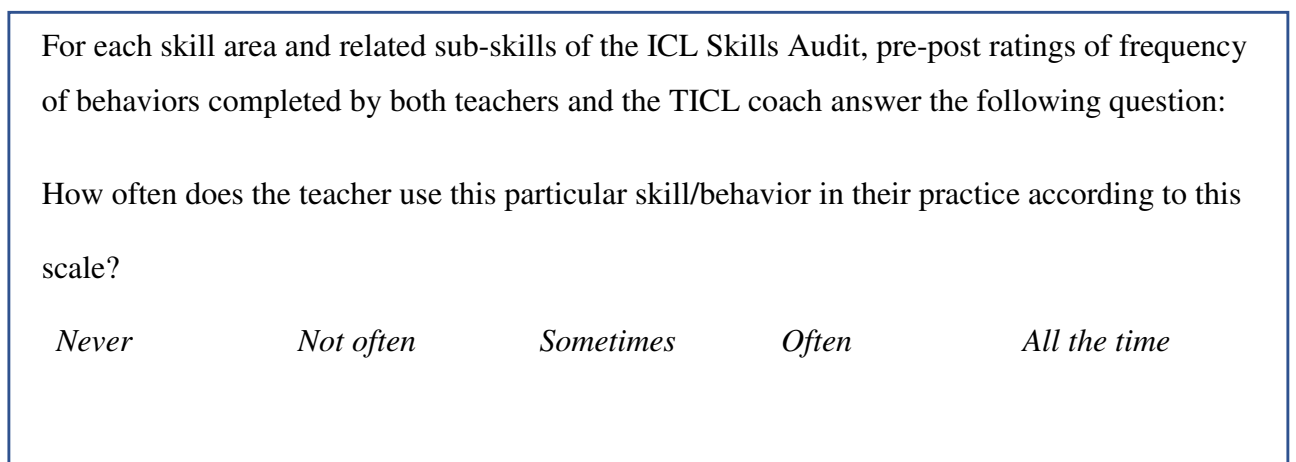 For each skill area and related sub-skills of the ICL Skills Audit, pre-post ratings of frequency
of behaviors completed by both teachers and the TICL coach answer the following question:
How often does the teacher use this particular skill/behavior in their practice according to this
scale?
Never Not often Sometimes Often All the time